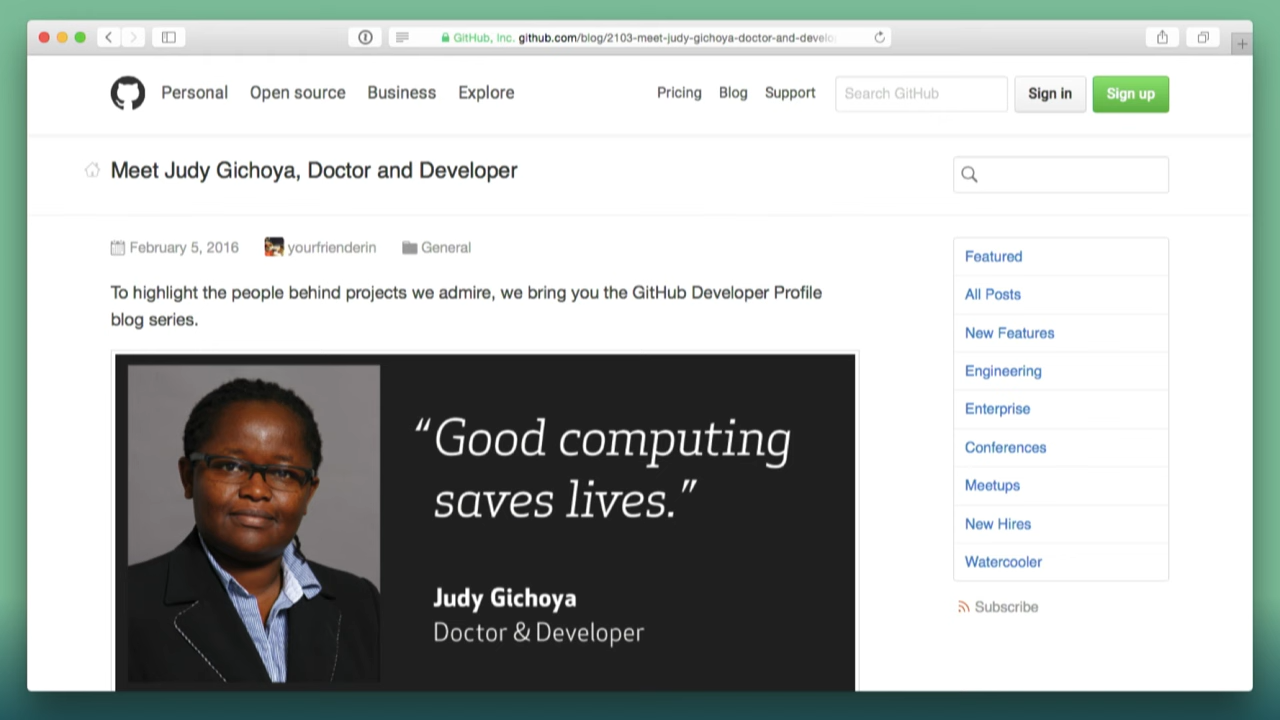 GitHub, Inc. github.com/blog/2103-meet-judy-gichoya-doctor-and-develo
Personal Open source Business Explore Pricing Blog Support Search GitHub Sign in Sign up
Meet Judy Gichoya, Doctor and Developer
February 5, 2016 yourfrienderin General
To highlight the people behind projects we admire, we bring you the GitHub Developer Profile
blog series.
“Good computing
saves lives.”
Judy Gichoya
Doctor & Developer
Featured
All Posts
New Features
Engineering
Enterprise
Conferences
Meetups
New Hires
Watercooler
Subscribe